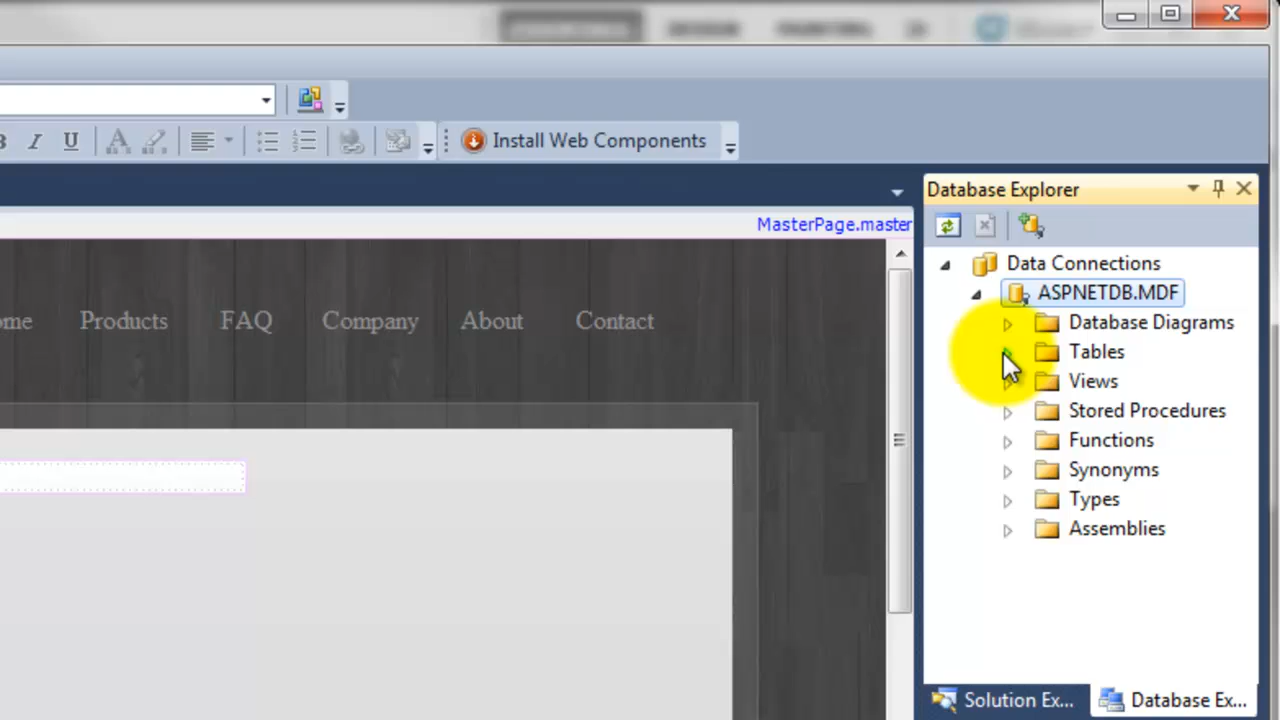 B I U A Install Web Components
Database Explorer
MasterPage.master
Data Connections
ASPNETDB.MDF
Products FAQ Company About Contact
Database Diagrams
Tables
Views
Stored Procedures
Functions
Synonyms
Types
Assemblies
Solution Ex... Database Ex...